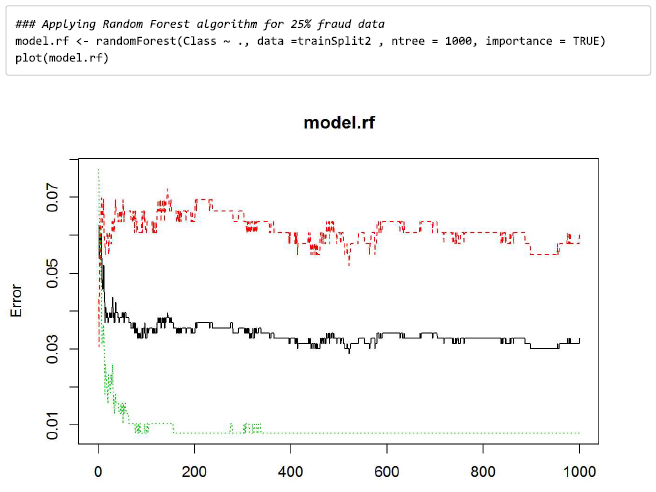 ### Applying Random Forest algorithm for 25% fraud data
model.rf <- randomForest(Class ~ ., data =trainSplit2 , ntree = 1000, importance = TRUE)
plot(model.rf)
model.rf
Error
0.07
0.05
0.03
0.01
0 200 400 600 800 1000